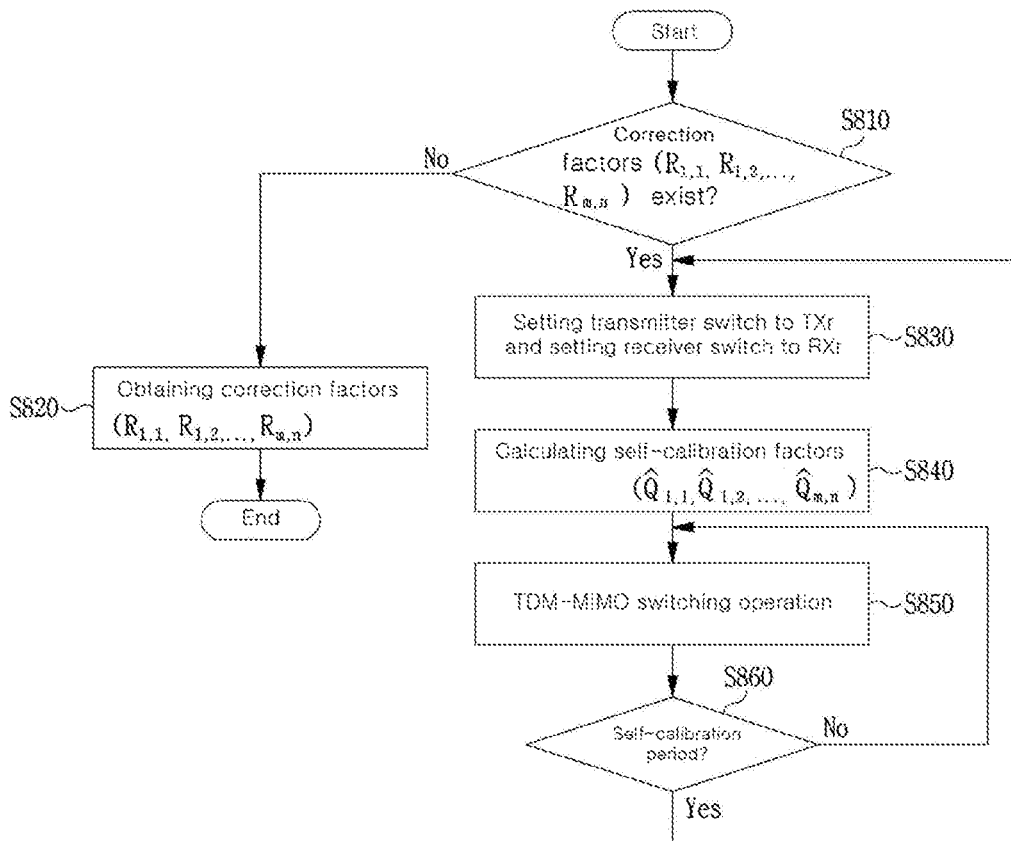 Start
S810
Correction
factors (R1,1, R1,2,...,
Rm,n) exist?
No
Yes
Setting transmitter switch to TXr
and setting receiver switch to RXr
S830
S820
Obtaining correction factors
(R1,1, R1,2,..., Rm,n)
Calculating self-calibration factors
(Q̂1,1, Q̂1,2, ..., Q̂m,n)
S840
End
TDM-MIMO switching operation
S850
S860
Self-calibration
period?
No
Yes